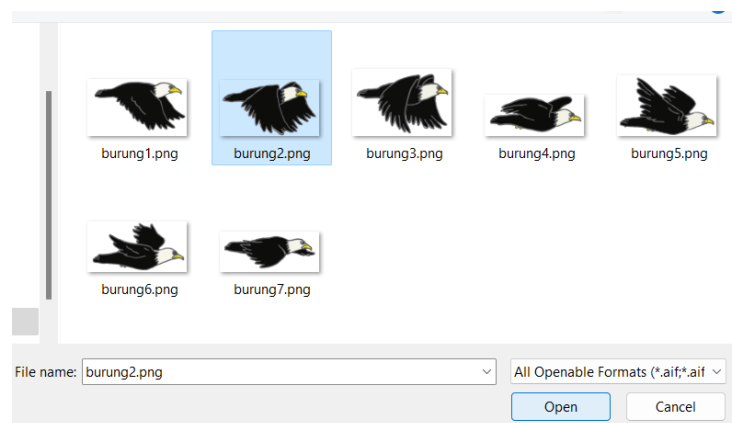 burung1.png
burung2.png
burung3.png
burung4.png
burung5.png
burung6.png
burung7.png
File name: burung2.png
All Openable Formats (*.aif;*.aif
Open
Cancel